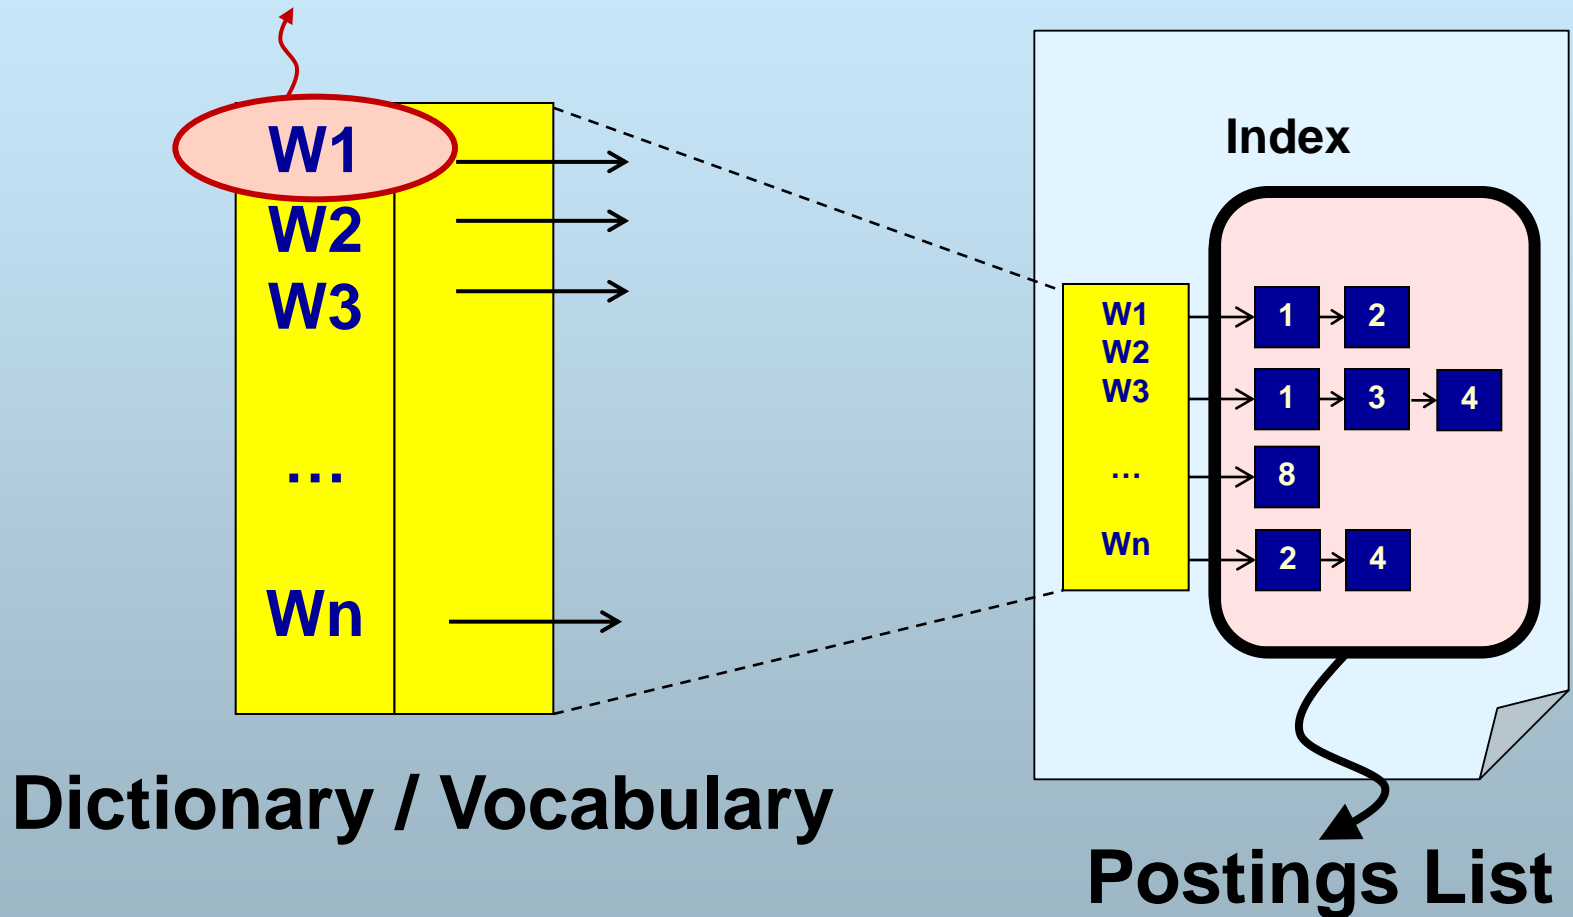 W1
W2
W3
...
Wn
Dictionary / Vocabulary
Index
W1
W2
W3
...
Wn
1 2
1 3 4
8
2 4
Postings List